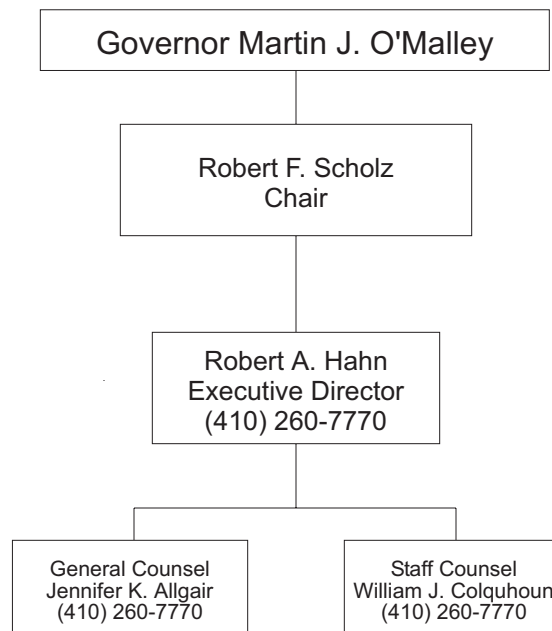 Governor Martin J. O'Malley
Robert F. Scholz
Chair
Robert A. Hahn
Executive Director
(410) 260-7770
General Counsel
Jennifer K. Allgair
(410) 260-7770
Staff Counsel
William J. Colquhoun
(410) 260-7770